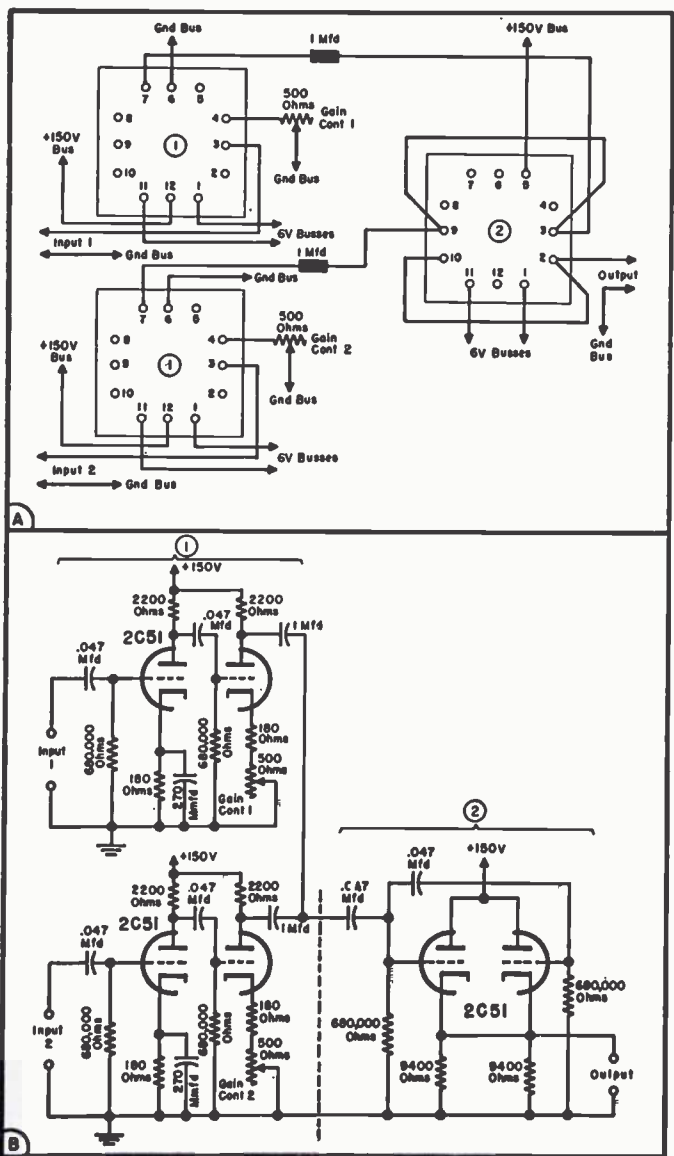 Gnd Bus
1 Mfd
+150V Bus
7 6 5
8
4
500
Ohms
Gain
Cont 1
9
1
3
+150V
Bus
10
2
Gnd Bus
11 12 1
7 6 5
8
4
9
2
3
10
2
11 12 1
Output
Gnd
Bus
6V Busses
6V Busses
Input 1
Gnd Bus
1 Mfd
Gnd Bus
7 6 5
8
4
500
Ohms
Gain
Cont 2
9
1
3
+150V
Bus
10
2
Gnd Bus
11 12 1
6V Busses
Input 2
Gnd Bus
A
1
+150V
2200
Ohms
2200
Ohms
.047
Mfd
1 Mfd
2C51
.047
Mfd
Input
1
680,000
Ohms
180
Ohms
270
Mmfd
680,000
Ohms
180
Ohms
500
Ohms
Gain
Cont 1
2
+150V
2200
Ohms
2200
Ohms
.047
Mfd
1 Mfd
2C51
.047
Mfd
Input
2
680,000
Ohms
180
Ohms
270
Mmfd
680,000
Ohms
180
Ohms
500
Ohms
Gain
Cont 2
.047
Mfd
.047
Mfd
+150V
2C51
680,000
Ohms
680,000
Ohms
9400
Ohms
9400
Ohms
Output
B